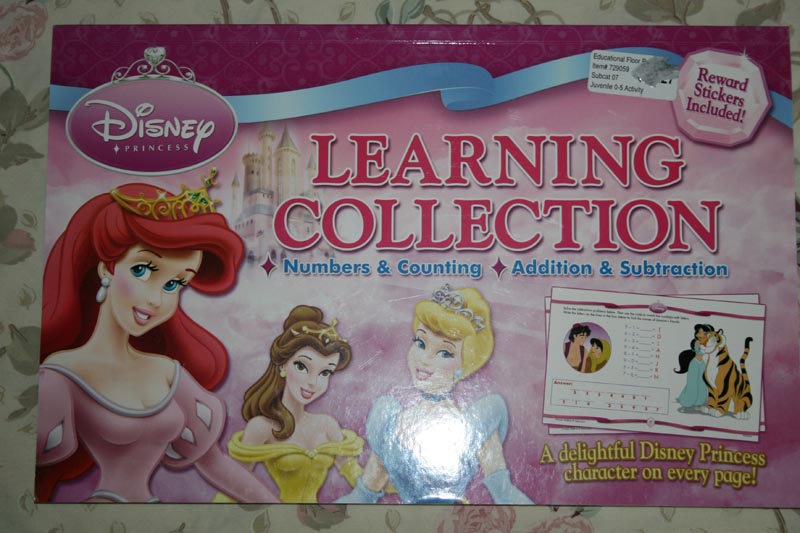 Educational Floor
Item# 729059
Subcat 07
Juvenile 0-5 Activity
Reward
Stickers
Included!
Disney
PRINCESS
LEARNING
COLLECTION
Numbers & Counting Addition & Subtraction
Answer:
A delightful Disney Princess
character on every page!